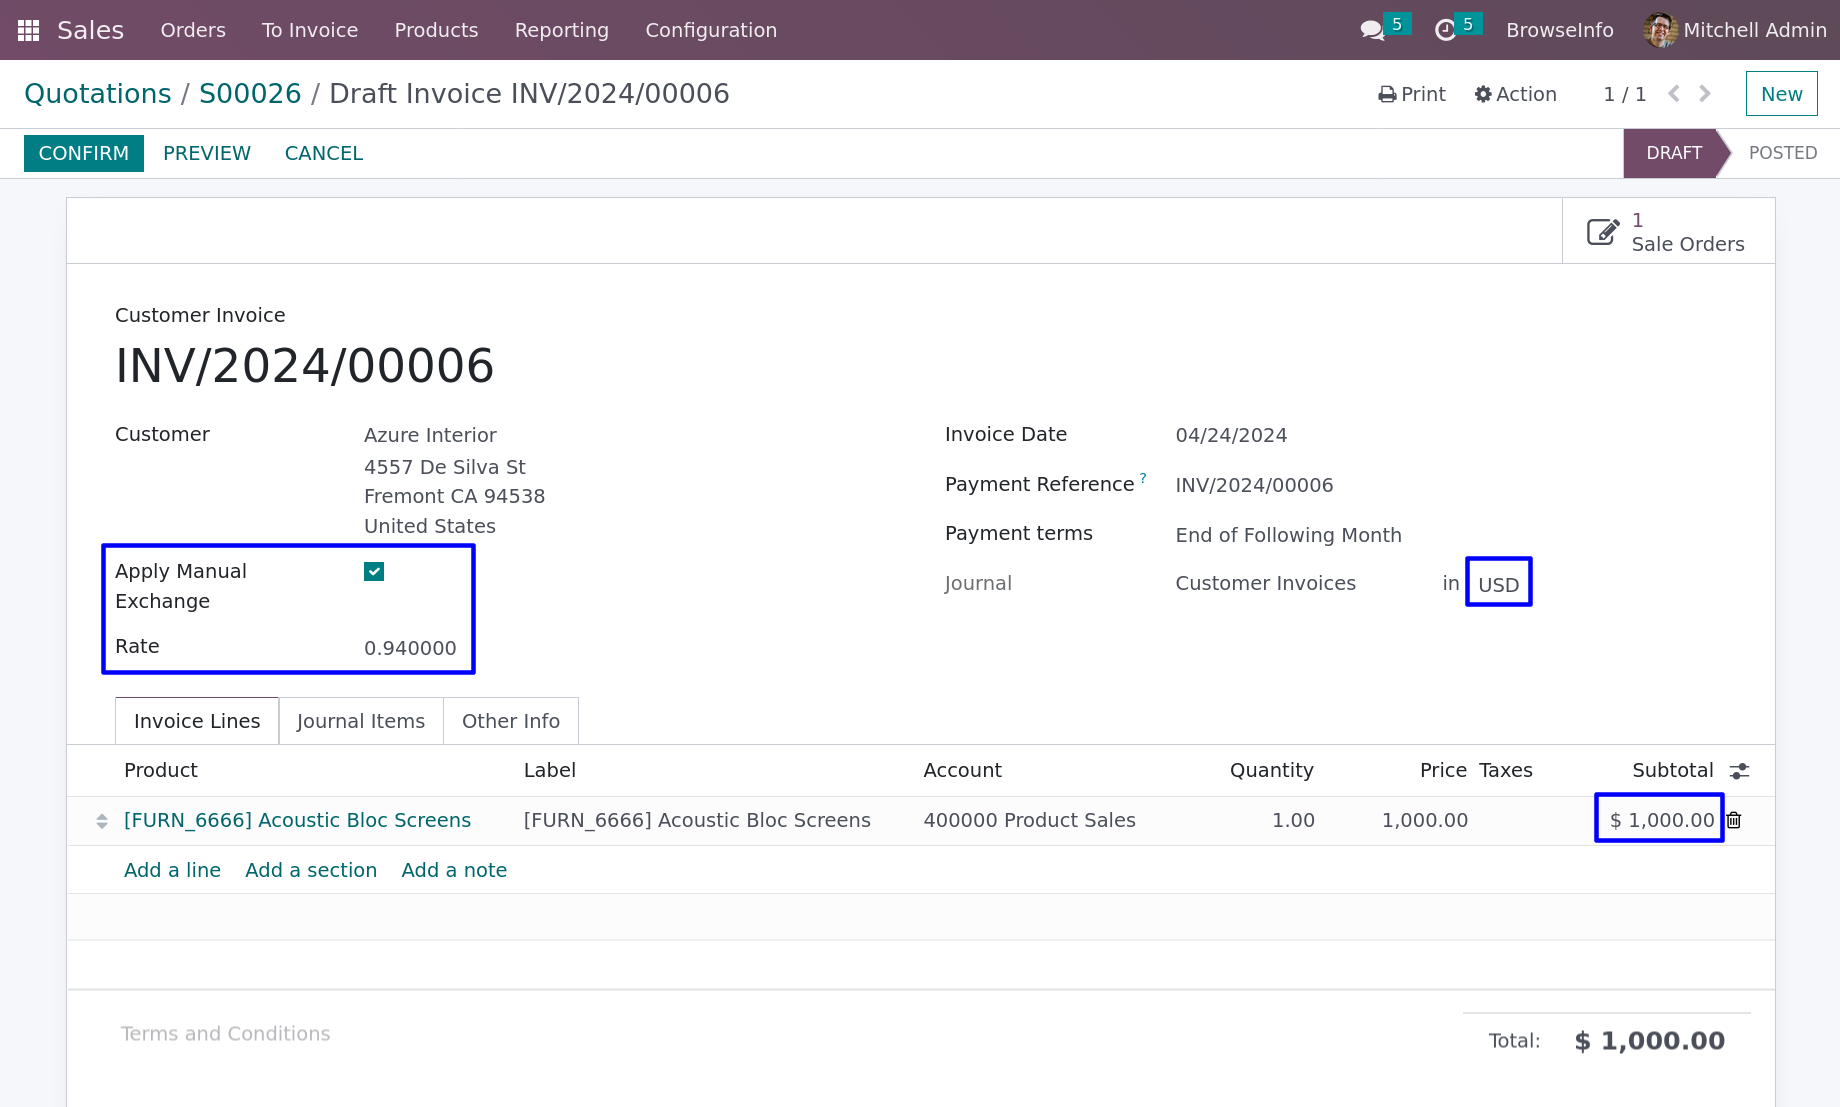 Sales Orders To Invoice Products Reporting Configuration 5 5 BrowseInfo Mitchell Admin
Quotations / S00026 / Draft Invoice INV/2024/00006 Print Action 1 / 1 New
CONFIRM PREVIEW CANCEL DRAFT POSTED
1
Sale Orders
Customer Invoice
INV/2024/00006
Customer Azure Interior
4557 De Silva St
Fremont CA 94538
United States
Apply Manual
Exchange
Rate 0.940000
Invoice Date 04/24/2024
Payment Reference ? INV/2024/00006
Payment terms End of Following Month
Journal Customer Invoices in USD
Invoice Lines Journal Items Other Info
Product Label Account Quantity Price Taxes Subtotal
[FURN_6666] Acoustic Bloc Screens [FURN_6666] Acoustic Bloc Screens 400000 Product Sales 1.00 1,000.00 $ 1,000.00
Add a line Add a section Add a note
Terms and Conditions
Total: $ 1,000.00